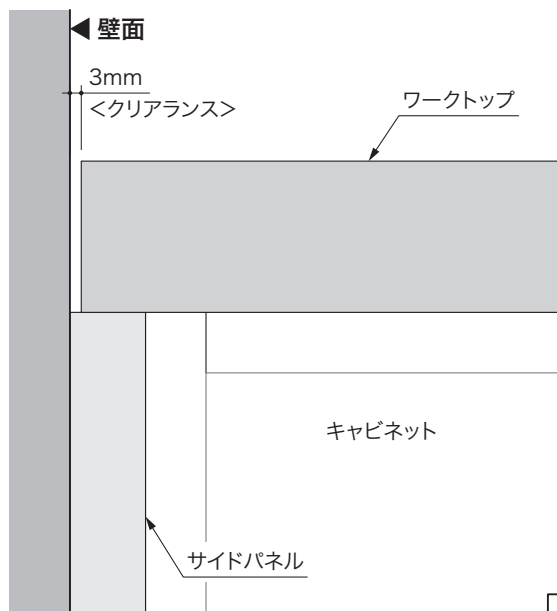 ◀ 壁面
3mm
＜クリアランス＞
ワークトップ
キャビネット
サイドパネル